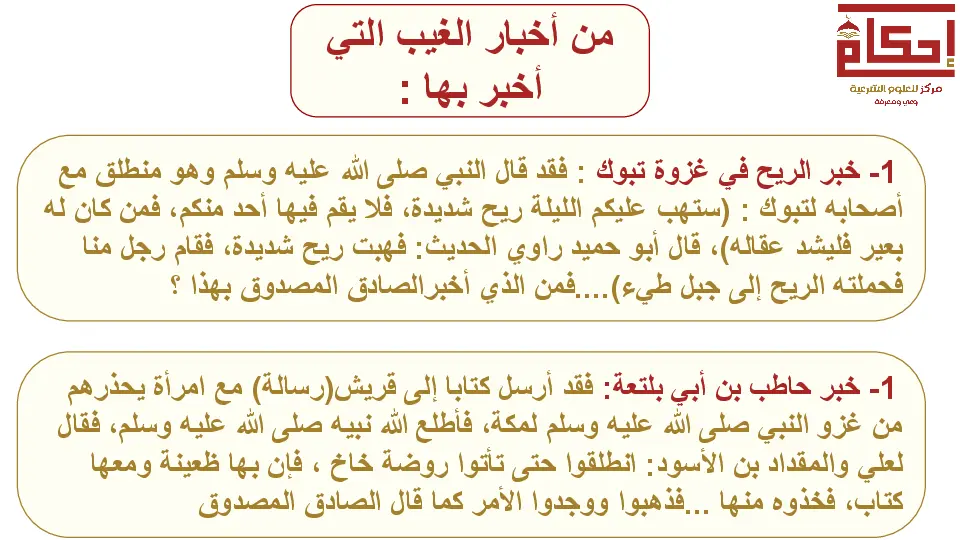 من أخبار الغيب التي
أخبر بها :
إحكام
مركز للعلوم الشرعية
وعي ومعرفة
1- خبر الريح في غزوة تبوك : فقد قال النبي صلى الله عليه وسلم وهو منطلق مع
أصحابه لتبوك : (ستهب عليكم الليلة ريح شديدة، فلا يقم فيها أحد منكم، فمن كان له
بعير فليشد عقاله)، قال أبو حميد راوي الحديث: فهبت ريح شديدة، فقام رجل منا
فحملته الريح إلى جبل طيء)....فمن الذي أخبرالصادق المصدوق بهذا ؟
1- خبر حاطب بن أبي بلتعة: فقد أرسل كتابا إلى قريش(رسالة) مع امرأة يحذرهم
من غزو النبي صلى الله عليه وسلم لمكة، فأطلع الله نبيه صلى الله عليه وسلم، فقال
لعلي والمقداد بن الأسود: انطلقوا حتى تأتوا روضة خاخ ، فإن بها ظعينة ومعها
كتاب، فخذوه منها ...فذهبوا ووجدوا الأمر كما قال الصادق المصدوق